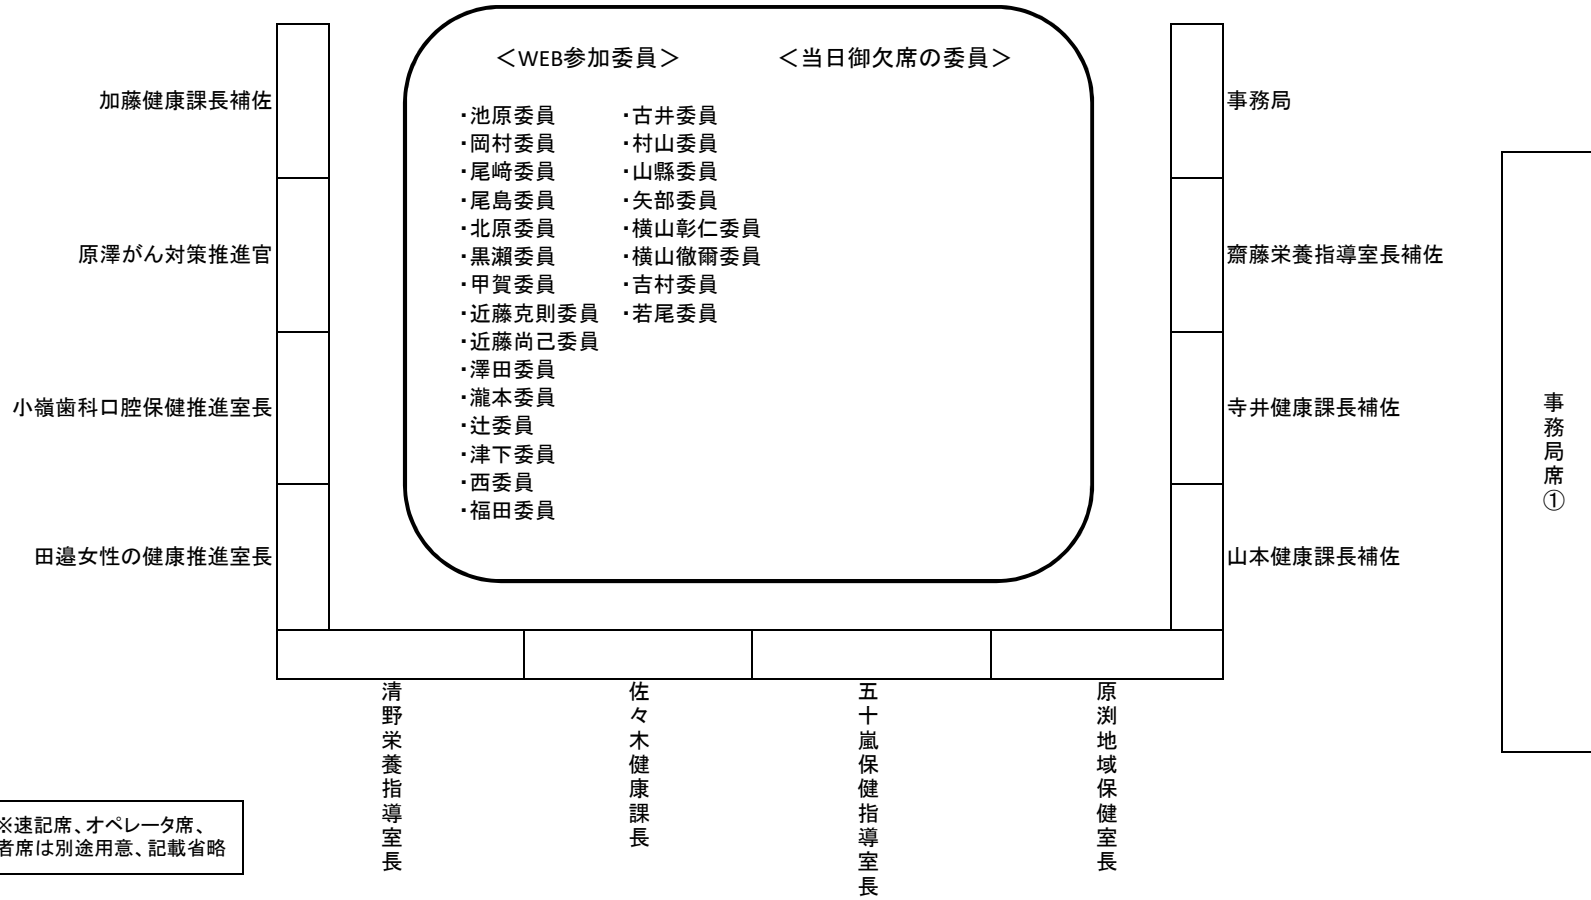 ＜WEB参加委員＞
＜当日御欠席の委員＞
・池原委員
・岡村委員
・尾﨑委員
・尾島委員
・北原委員
・黒瀨委員
・甲賀委員
・近藤克則委員
・近藤尚己委員
・澤田委員
・瀧本委員
・辻委員
・津下委員
・西委員
・福田委員
・古井委員
・村山委員
・山縣委員
・矢部委員
・横山彰仁委員
・横山徹爾委員
・吉村委員
・若尾委員
加藤健康課長補佐
原澤がん対策推進官
小嶺歯科口腔保健推進室長
田邉女性の健康推進室長
事務局
齋藤栄養指導室長補佐
寺井健康課長補佐
山本健康課長補佐
事務局席①
清野栄養指導室長
佐々木健康課長
五十嵐保健指導室長
原渕地域保健室長
※速記席、オペレータ席、
者席は別途用意、記載省略